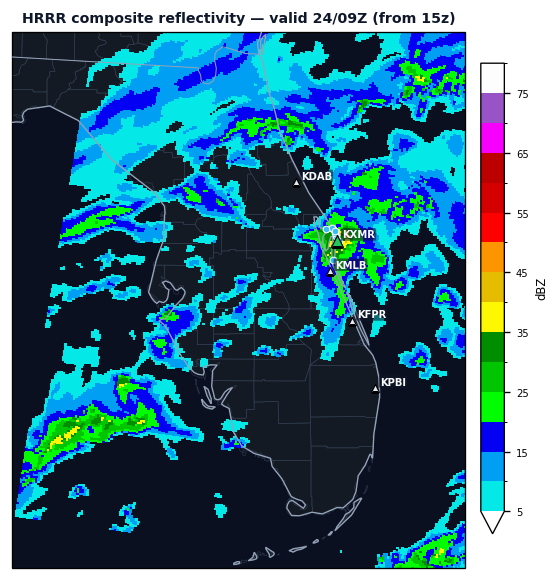 HRRR composite reflectivity — valid 24/09Z (from 15z)
KDAB
KXMR
KMLB
KFPR
KPBI
75
65
55
45
35
25
15
5
dBZ